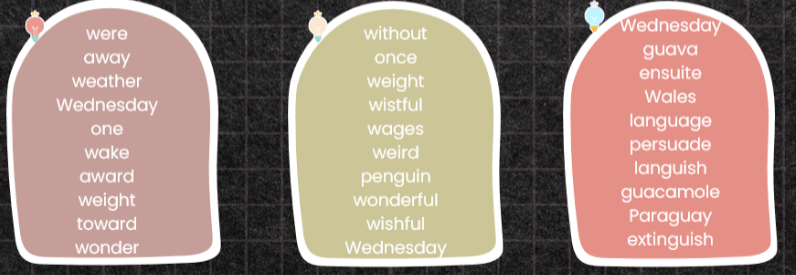 were
away
weather
Wednesday
one
wake
award
weight
toward
wonder
without
once
weight
wistful
wages
weird
penguin
wonderful
wishful
Wednesday
Wednesday
guava
ensuite
Wales
language
persuade
languish
guacamole
Paraguay
extinguish